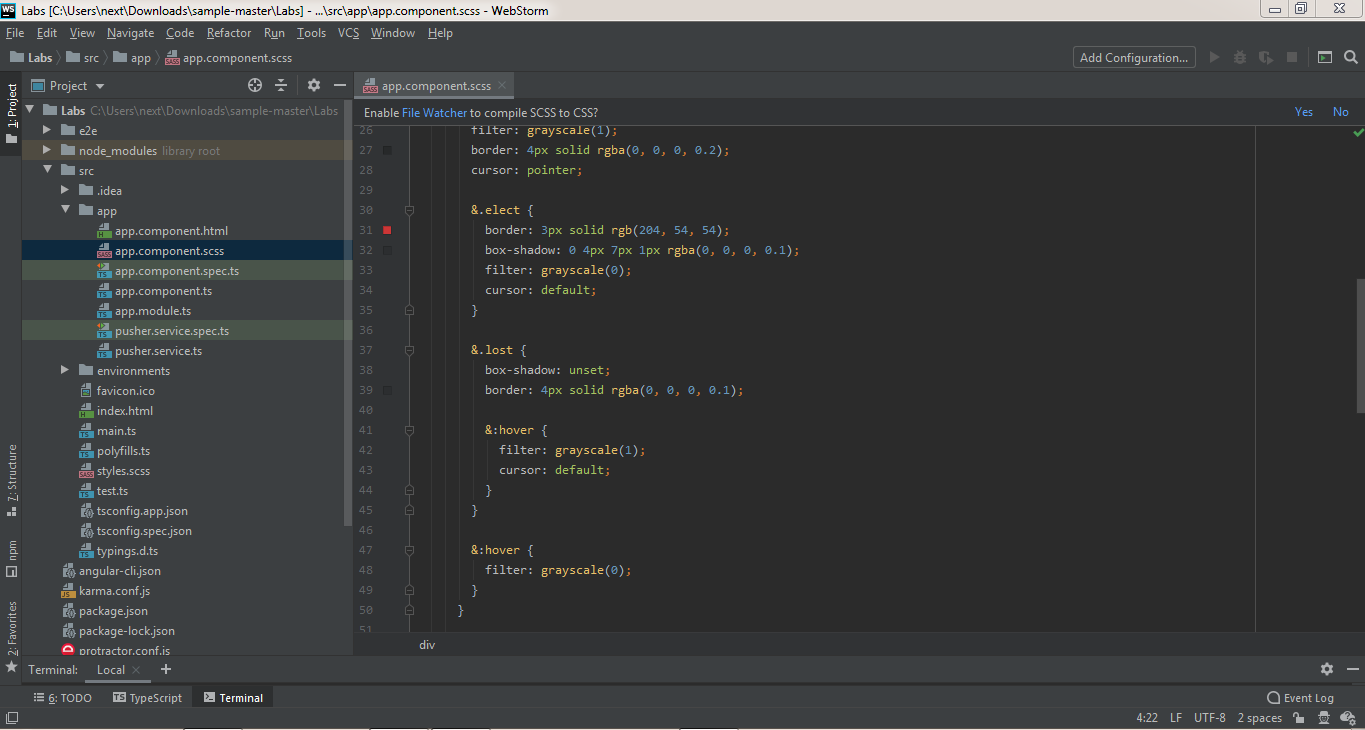 WS Labs [C:\Users\next\Downloads\sample-master\Labs] - ...\src\app\app.component.scss - WebStorm
File Edit View Navigate Code Refactor Run Tools VCS Window Help
Labs src app app.component.scss Add Configuration...
1: Project
Project
app.component.scss
Enable File Watcher to compile SCSS to CSS? Yes No
Labs C:\Users\next\Downloads\sample-master\Labs
e2e
node_modules library root
src
.idea
app
app.component.html
app.component.scss
app.component.spec.ts
app.component.ts
app.module.ts
pusher.service.spec.ts
pusher.service.ts
environments
favicon.ico
index.html
main.ts
polyfills.ts
styles.scss
test.ts
tsconfig.app.json
tsconfig.spec.json
typings.d.ts
angular-cli.json
karma.conf.js
package.json
package-lock.json
protractor.conf.js
7: Structure
npm
2: Favorites
26 filter: grayscale(1);
27 border: 4px solid rgba(0, 0, 0, 0.2);
28 cursor: pointer;
29
30 &.elect {
31 border: 3px solid rgb(204, 54, 54);
32 box-shadow: 0 4px 7px 1px rgba(0, 0, 0, 0.1);
33 filter: grayscale(0);
34 cursor: default;
35 }
36
37 &.lost {
38 box-shadow: unset;
39 border: 4px solid rgba(0, 0, 0, 0.1);
40
41 &:hover {
42 filter: grayscale(1);
43 cursor: default;
44 }
45 }
46
47 &:hover {
48 filter: grayscale(0);
49 }
50 }
51
div
Terminal: Local
6: TODO TypeScript Terminal Event Log
4:22 LF UTF-8 2 spaces